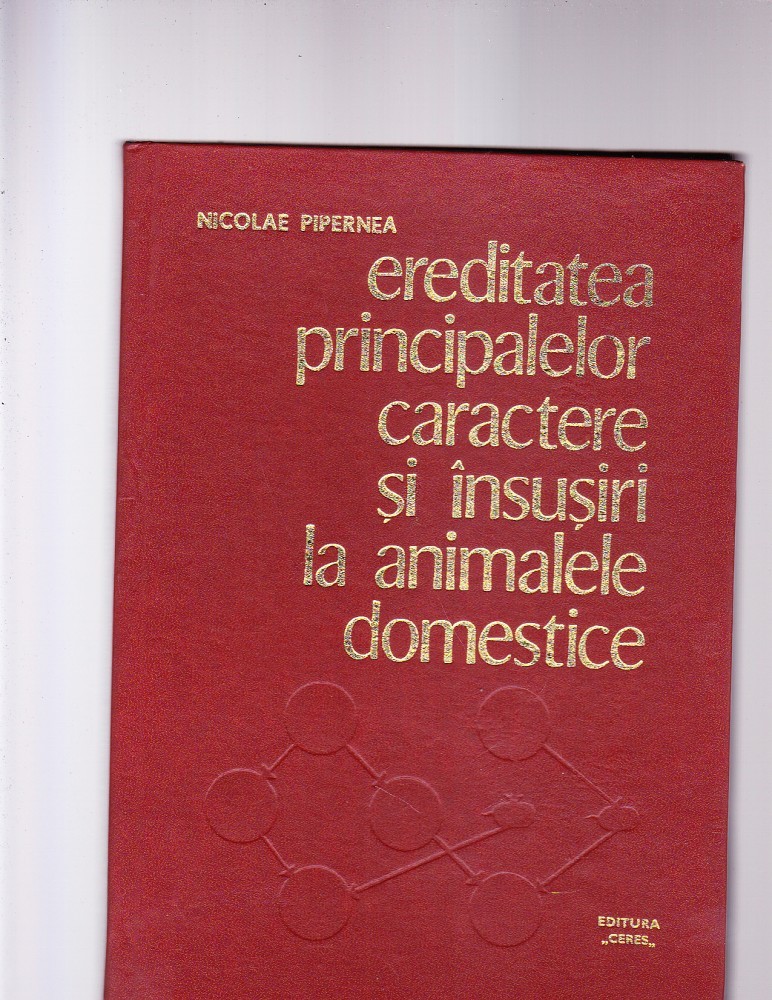 NICOLAE PIPERNEA
ereditatea
principalelor
caractere
și însușiri
la animalele
domestice
EDITURA
„CERES„